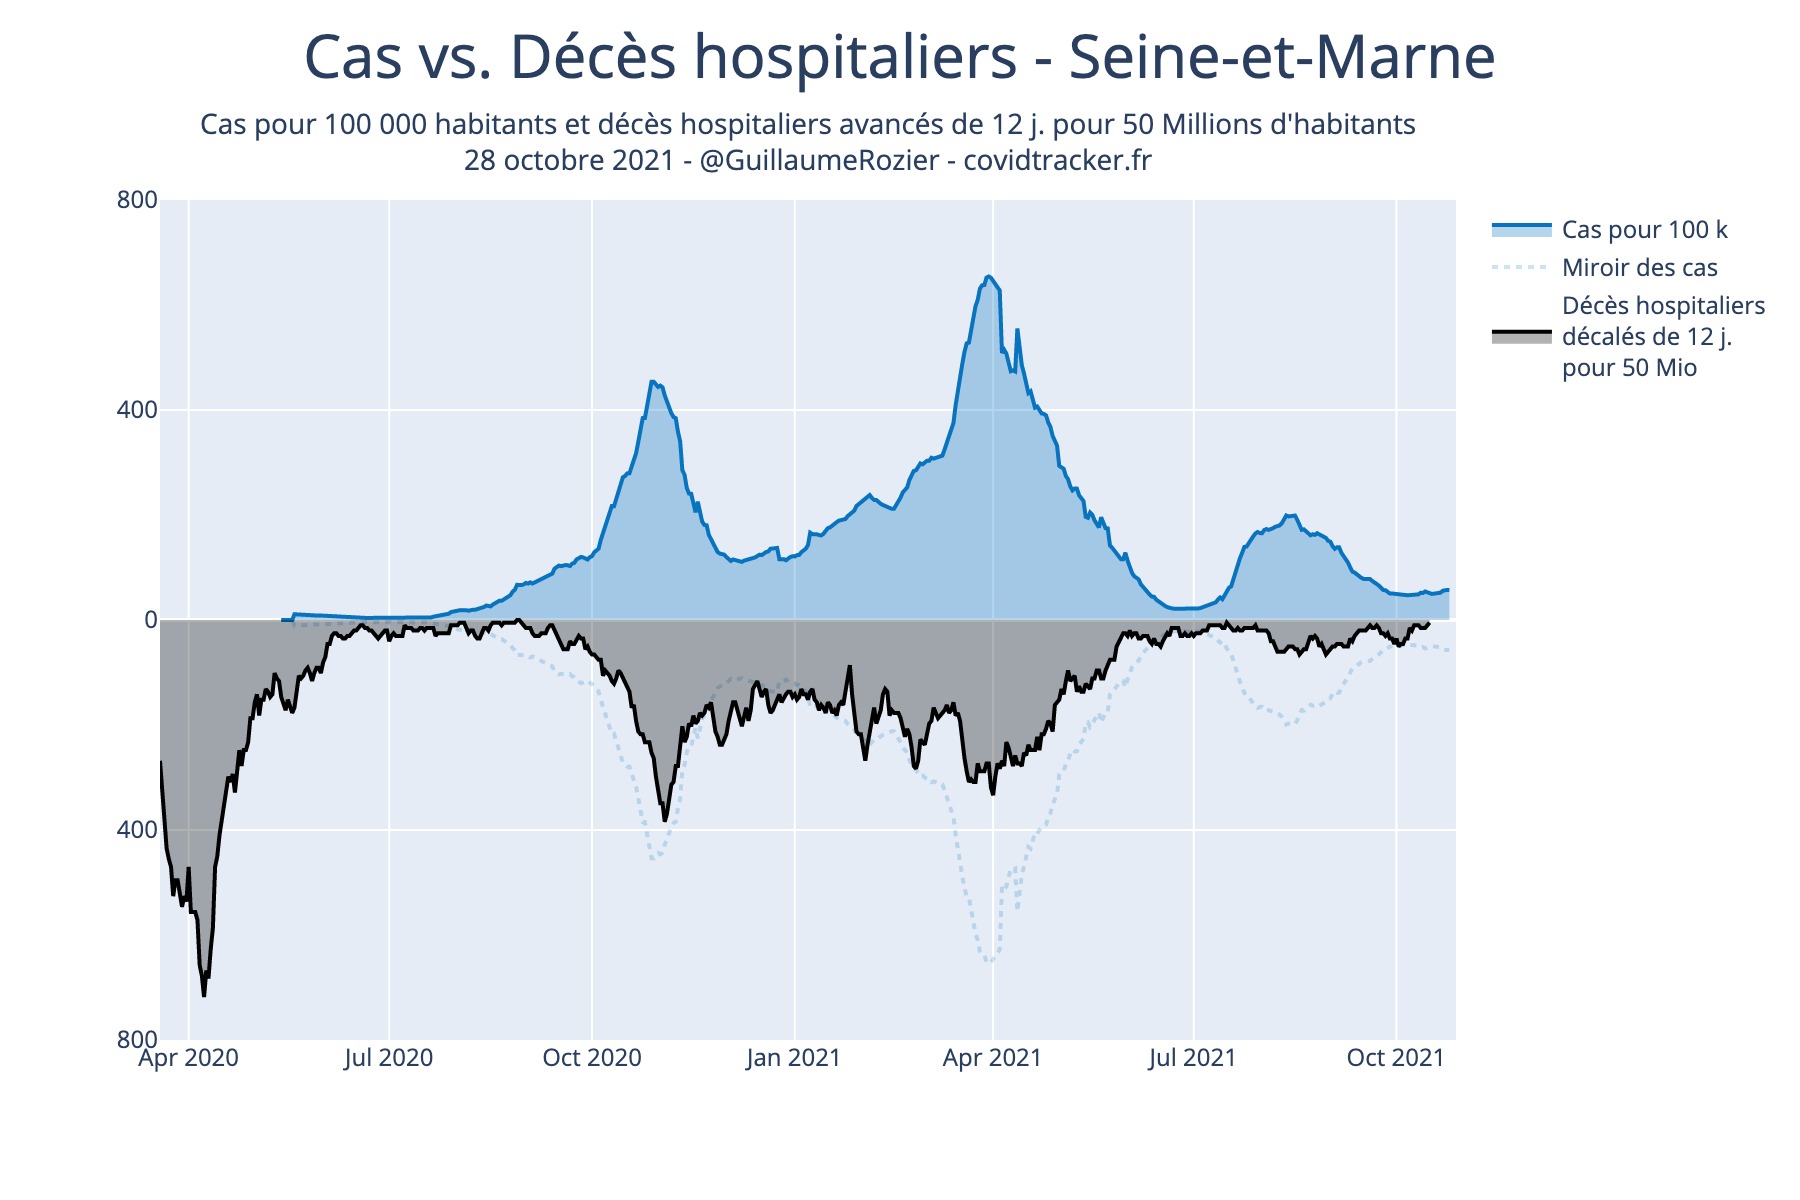 Cas vs. Décès hospitaliers - Seine-et-Marne
Cas pour 100 000 habitants et décès hospitaliers avancés de 12 j. pour 50 Millions d'habitants
28 octobre 2021 - @GuillaumeRozier - covidtracker.fr
800
400
0
400
800
Apr 2020
Jul 2020
Oct 2020
Jan 2021
Apr 2021
Jul 2021
Oct 2021
Cas pour 100 k
Miroir des cas
Décès hospitaliers
décalés de 12 j.
pour 50 Mio